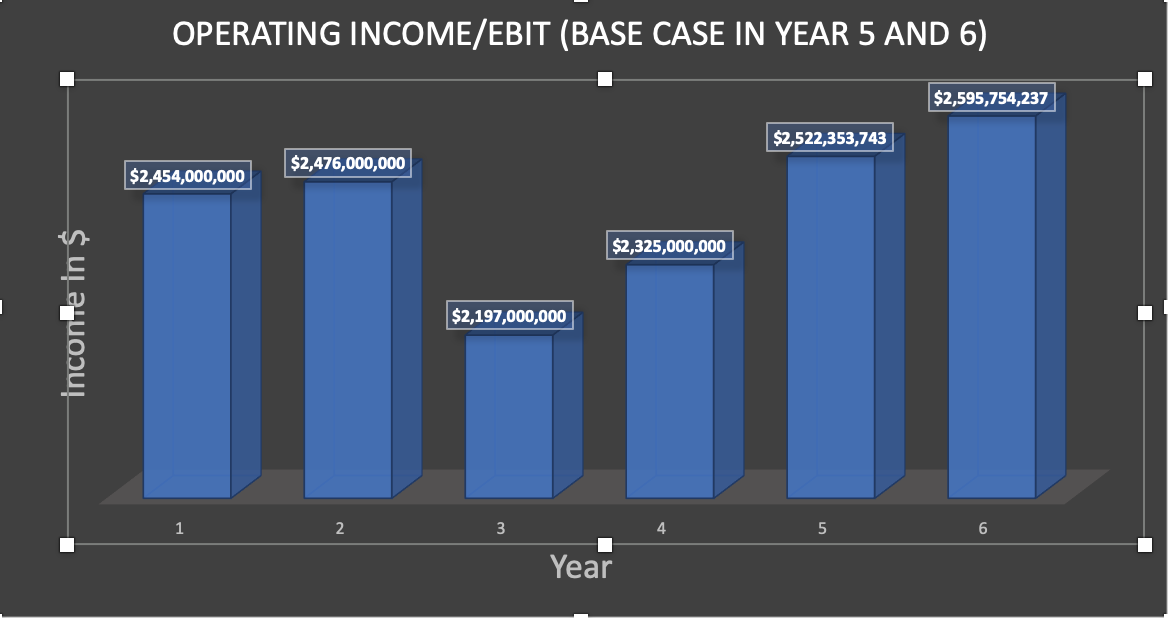 OPERATING INCOME/EBIT (BASE CASE IN YEAR 5 AND 6)
Income In $
$2,454,000,000
$2,476,000,000
$2,197,000,000
$2,325,000,000
$2,522,353,743
$2,595,754,237
1 2 3 4 5 6
Year